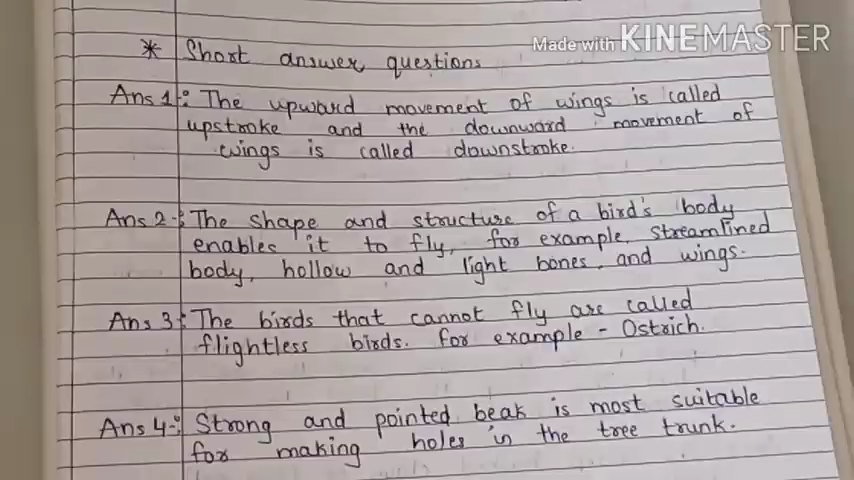 Made with KINEMASTER
* Short answer questions
Ans 1:- The upward movement of wings is called
upstroke and the downward movement of
wings is called downstroke.
Ans 2-: The shape and structure of a bird's body
enables it to fly, for example, streamlined
body, hollow and light bones, and wings.
Ans 3-: The birds that cannot fly are called
flightless birds. for example - Ostrich.
Ans 4-: Strong and pointed beak is most suitable
for making holes in the tree trunk.